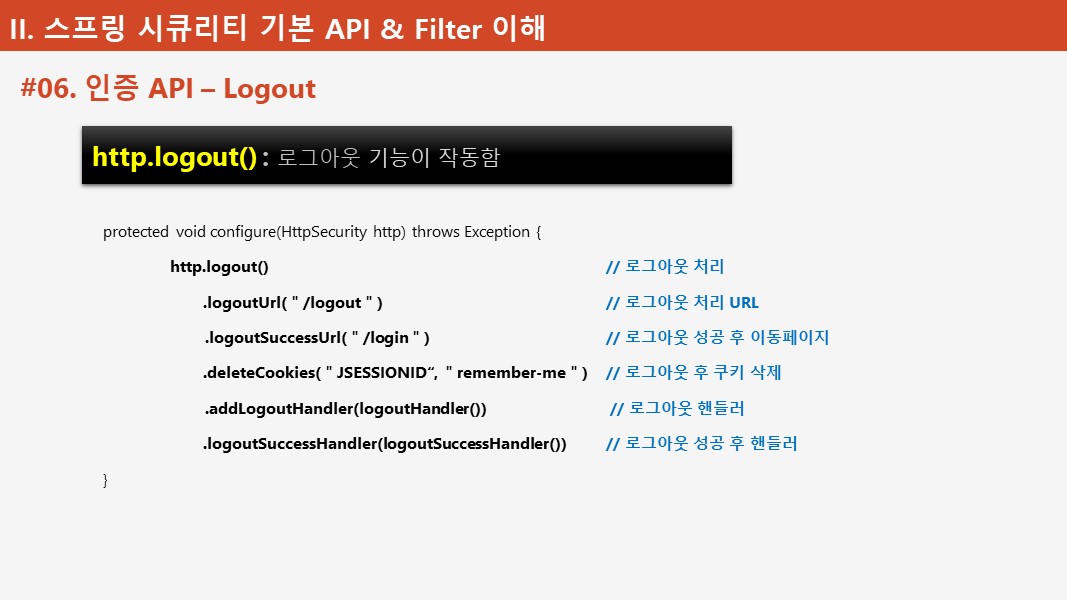 II. 스프링 시큐리티 기본 API & Filter 이해
#06. 인증 API – Logout
http.logout() : 로그아웃 기능이 작동함
protected void configure(HttpSecurity http) throws Exception {
http.logout() // 로그아웃 처리
.logoutUrl( " /logout " ) // 로그아웃 처리 URL
.logoutSuccessUrl( " /login " ) // 로그아웃 성공 후 이동페이지
.deleteCookies( " JSESSIONID“, " remember-me " ) // 로그아웃 후 쿠키 삭제
.addLogoutHandler(logoutHandler()) // 로그아웃 핸들러
.logoutSuccessHandler(logoutSuccessHandler()) // 로그아웃 성공 후 핸들러
}